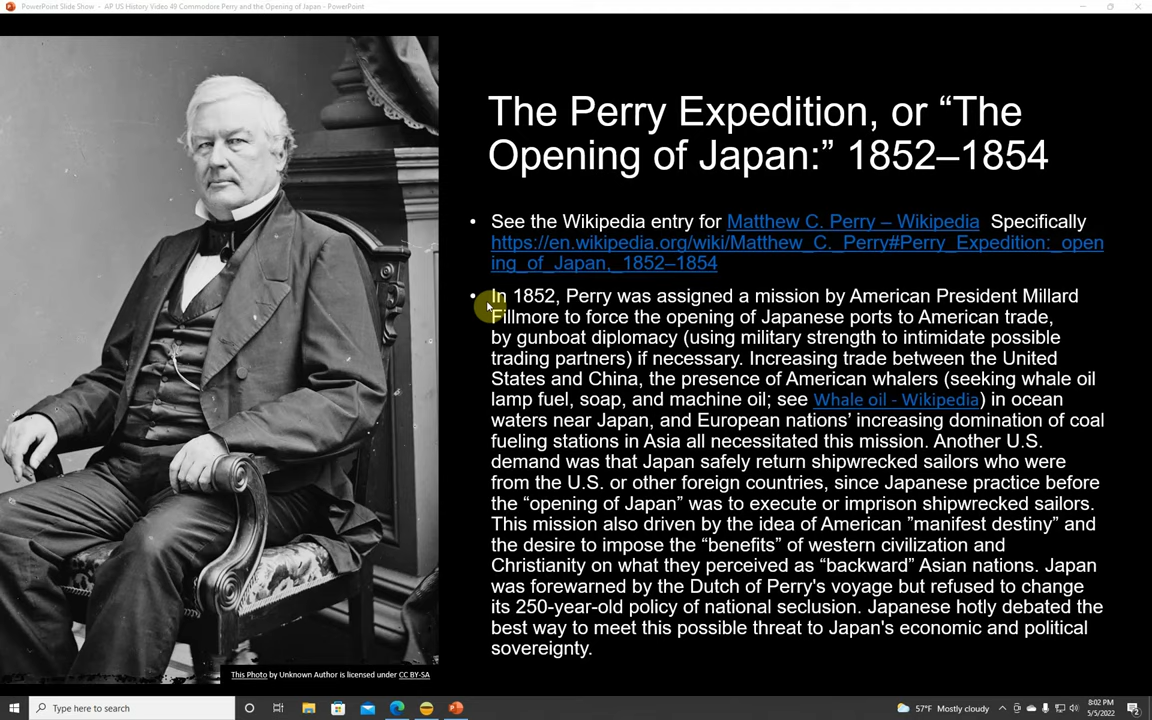 PowerPoint Slide Show - AP US History Video 49 Commodore Perry and the Opening of Japan - PowerPoint
The Perry Expedition, or “The
Opening of Japan:” 1852–1854
• See the Wikipedia entry for Matthew C. Perry – Wikipedia Specifically
https://en.wikipedia.org/wiki/Matthew_C._Perry#Perry_Expedition:_open
ing_of_Japan,_1852–1854
• In 1852, Perry was assigned a mission by American President Millard
Fillmore to force the opening of Japanese ports to American trade,
by gunboat diplomacy (using military strength to intimidate possible
trading partners) if necessary. Increasing trade between the United
States and China, the presence of American whalers (seeking whale oil
lamp fuel, soap, and machine oil; see Whale oil - Wikipedia) in ocean
waters near Japan, and European nations’ increasing domination of coal
fueling stations in Asia all necessitated this mission. Another U.S.
demand was that Japan safely return shipwrecked sailors who were
from the U.S. or other foreign countries, since Japanese practice before
the “opening of Japan” was to execute or imprison shipwrecked sailors.
This mission also driven by the idea of American ”manifest destiny” and
the desire to impose the “benefits” of western civilization and
Christianity on what they perceived as “backward” Asian nations. Japan
was forewarned by the Dutch of Perry's voyage but refused to change
its 250-year-old policy of national seclusion. Japanese hotly debated the
best way to meet this possible threat to Japan's economic and political
sovereignty.
This Photo by Unknown Author is licensed under CC BY-SA
Type here to search
57°F Mostly cloudy
8:02 PM
5/5/2022
2